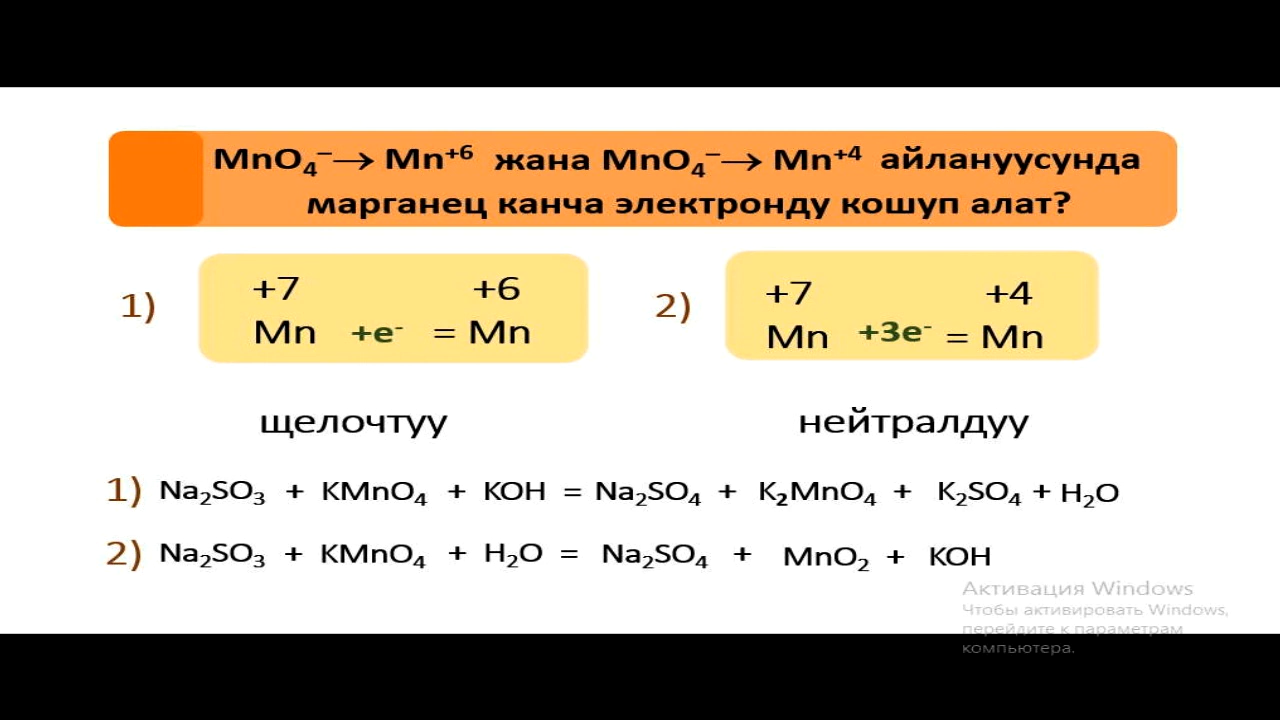 MnO₄⁻→ Mn⁺⁶ жана MnO₄⁻→ Mn⁺⁴ айлануусунда
марганец канча электронду кошуп алат?
1) +7 +6
Mn +e⁻ = Mn
2) +7 +4
Mn +3e⁻ = Mn
щелочтуу
нейтралдуу
1) Na₂SO₃ + KMnO₄ + KOH = Na₂SO₄ + K₂MnO₄ + K₂SO₄ + H₂O
2) Na₂SO₃ + KMnO₄ + H₂O = Na₂SO₄ + MnO₂ + KOH
Активация Windows
Чтобы активировать Windows,
перейдите к параметрам
компьютера.